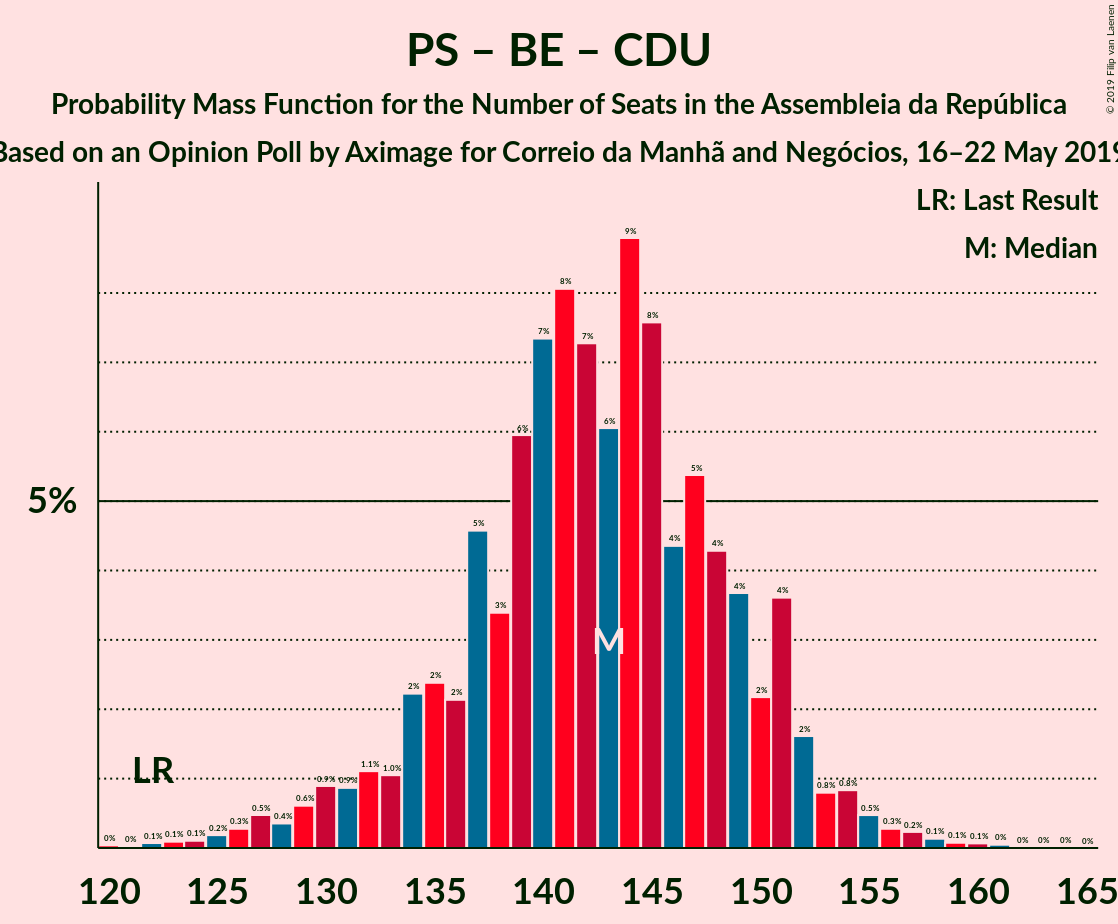 PS – BE – CDU
Probability Mass Function for the Number of Seats in the Assembleia da República
Based on an Opinion Poll by Aximage for Correio da Manhã and Negócios, 16–22 May 2019
© 2019 Filip van Laenen
LR: Last Result
M: Median
5%
LR
M
0% 0% 0.1% 0.1% 0.1% 0.2% 0.3% 0.5% 0.4% 0.6% 0.9% 0.9% 1.1% 1.0% 2% 2% 2% 5% 3% 6% 7% 8% 7% 6% 9% 8% 4% 5% 4% 4% 2% 4% 2% 0.8% 0.8% 0.5% 0.3% 0.2% 0.1% 0.1% 0.1% 0% 0% 0% 0% 0%
120 125 130 135 140 145 150 155 160 165